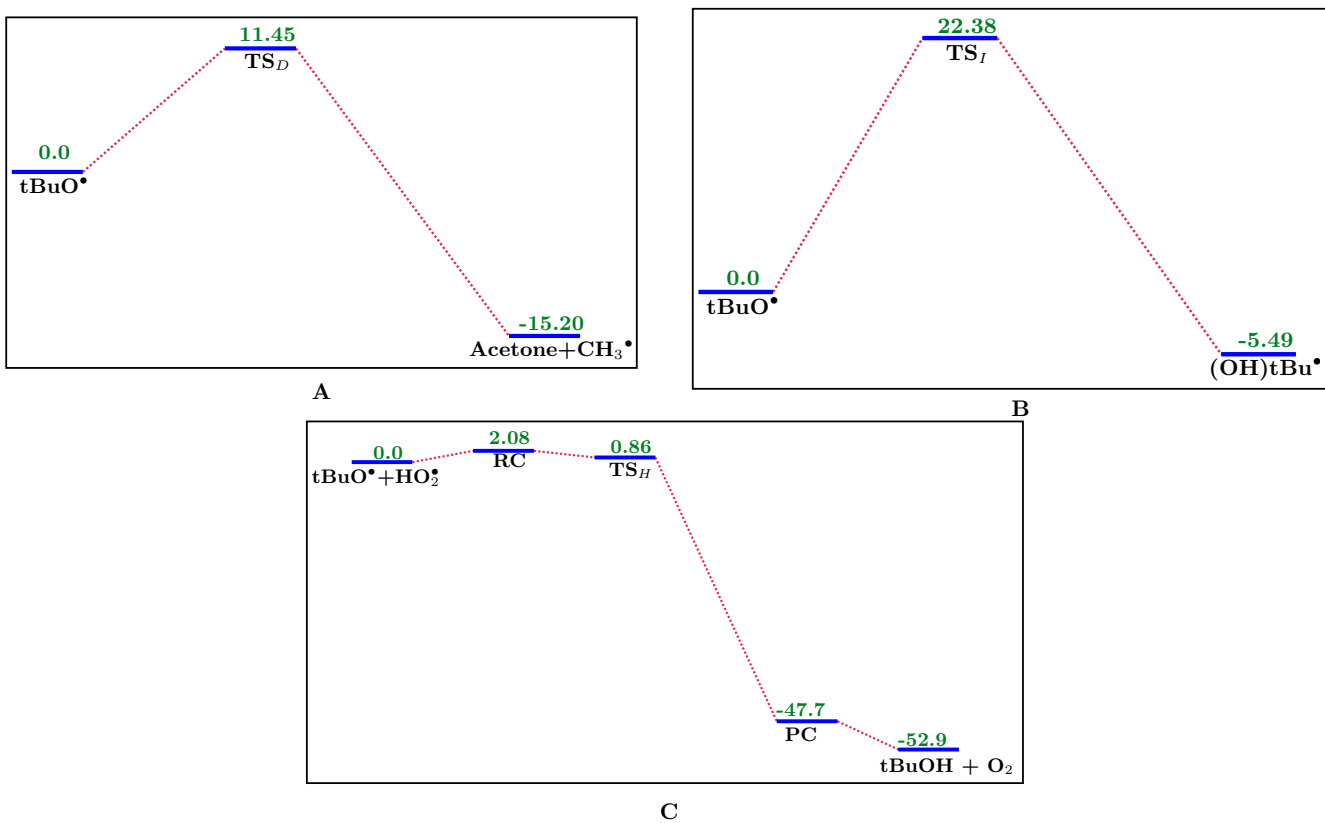 11.45
TS_D
0.0
tBuO•
-15.20
Acetone+CH₃•
A
22.38
TS_I
0.0
tBuO•
-5.49
(OH)tBu•
B
0.0
tBuO•+HO₂•
2.08
RC
0.86
TS_H
-47.7
PC
-52.9
tBuOH + O₂
C